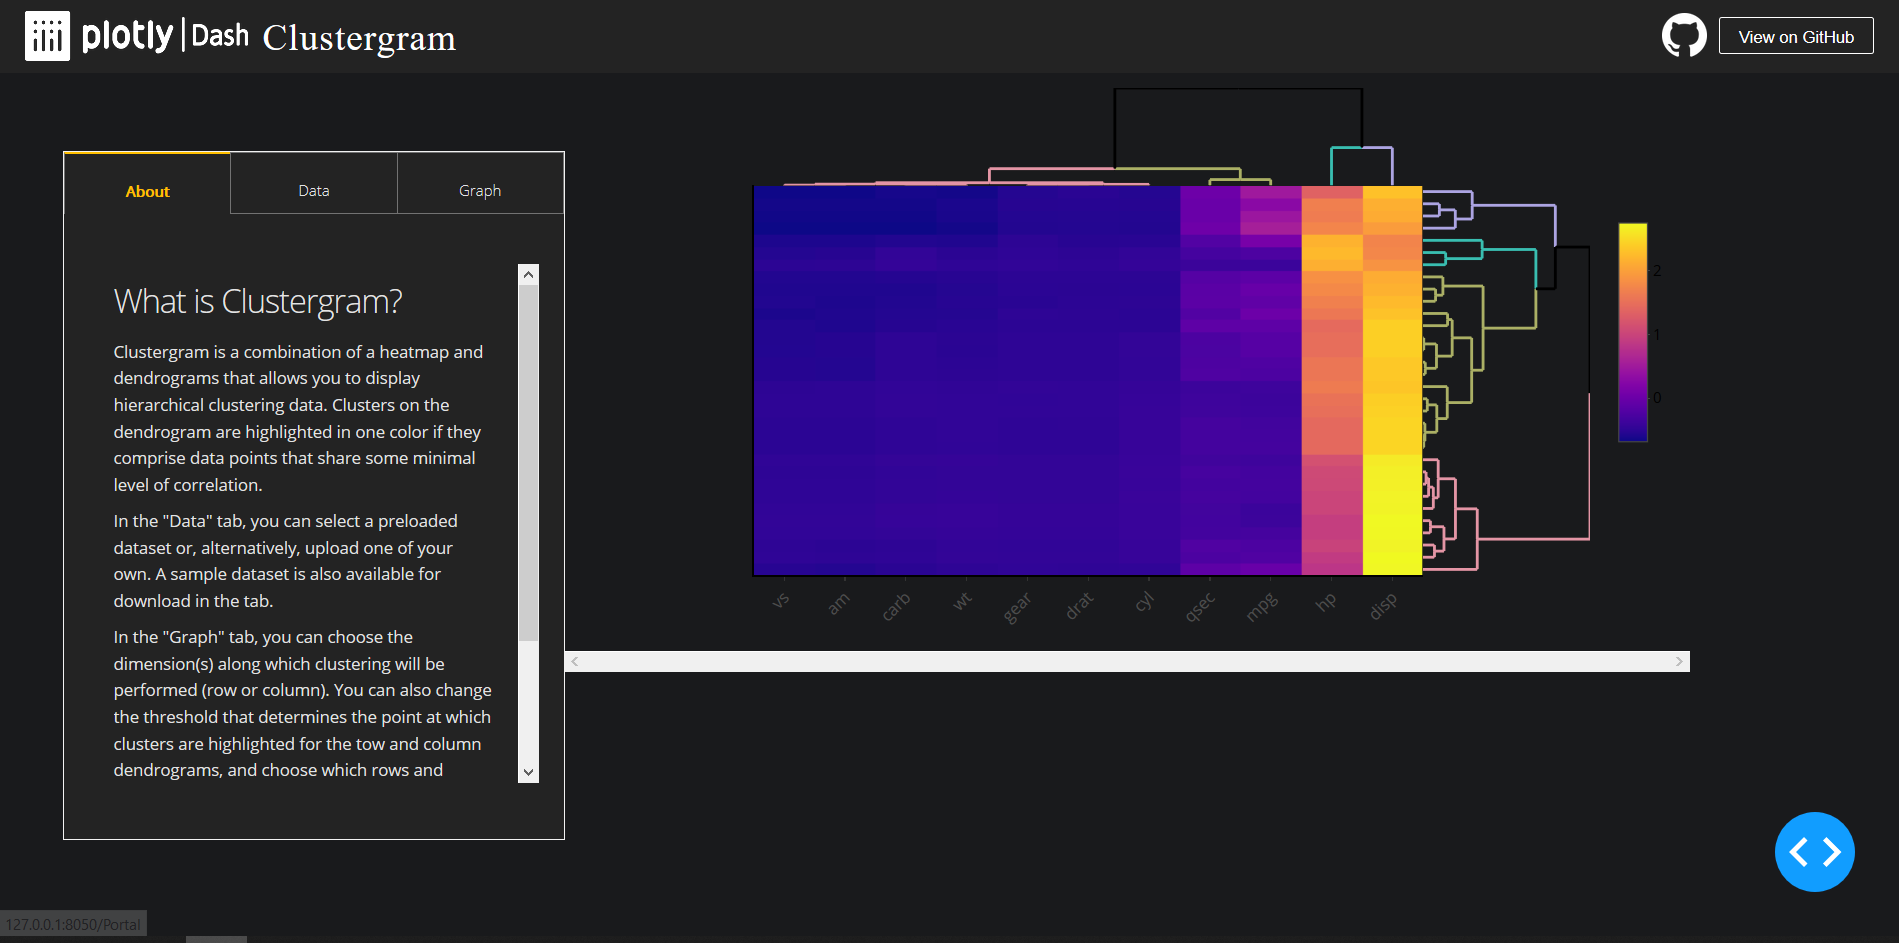 plotly | Dash Clustergram
View on GitHub
About
Data
Graph
What is Clustergram?
Clustergram is a combination of a heatmap and
dendrograms that allows you to display
hierarchical clustering data. Clusters on the
dendrogram are highlighted in one color if they
comprise data points that share some minimal
level of correlation.
In the "Data" tab, you can select a preloaded
dataset or, alternatively, upload one of your
own. A sample dataset is also available for
download in the tab.
In the "Graph" tab, you can choose the
dimension(s) along which clustering will be
performed (row or column). You can also change
the threshold that determines the point at which
clusters are highlighted for the tow and column
dendrograms, and choose which rows and
2
1
0
vs
am
carb
wt
gear
drat
cyl
qsec
mpg
hp
disp
127.0.0.1:8050/Portal